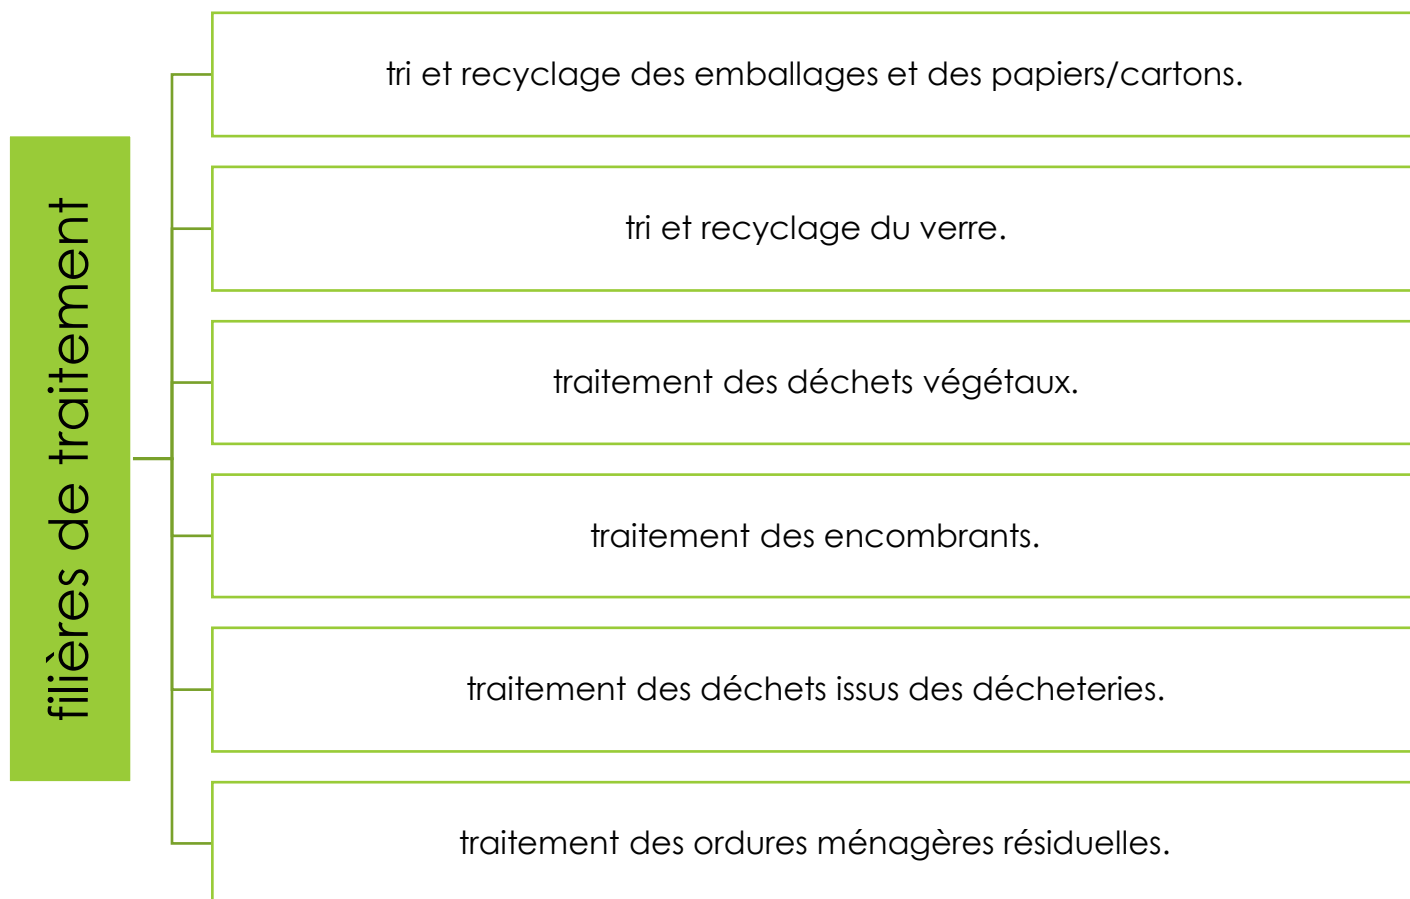 filières de traitement
tri et recyclage des emballages et des papiers/cartons.
tri et recyclage du verre.
traitement des déchets végétaux.
traitement des encombrants.
traitement des déchets issus des décheteries.
traitement des ordures ménagères résiduelles.